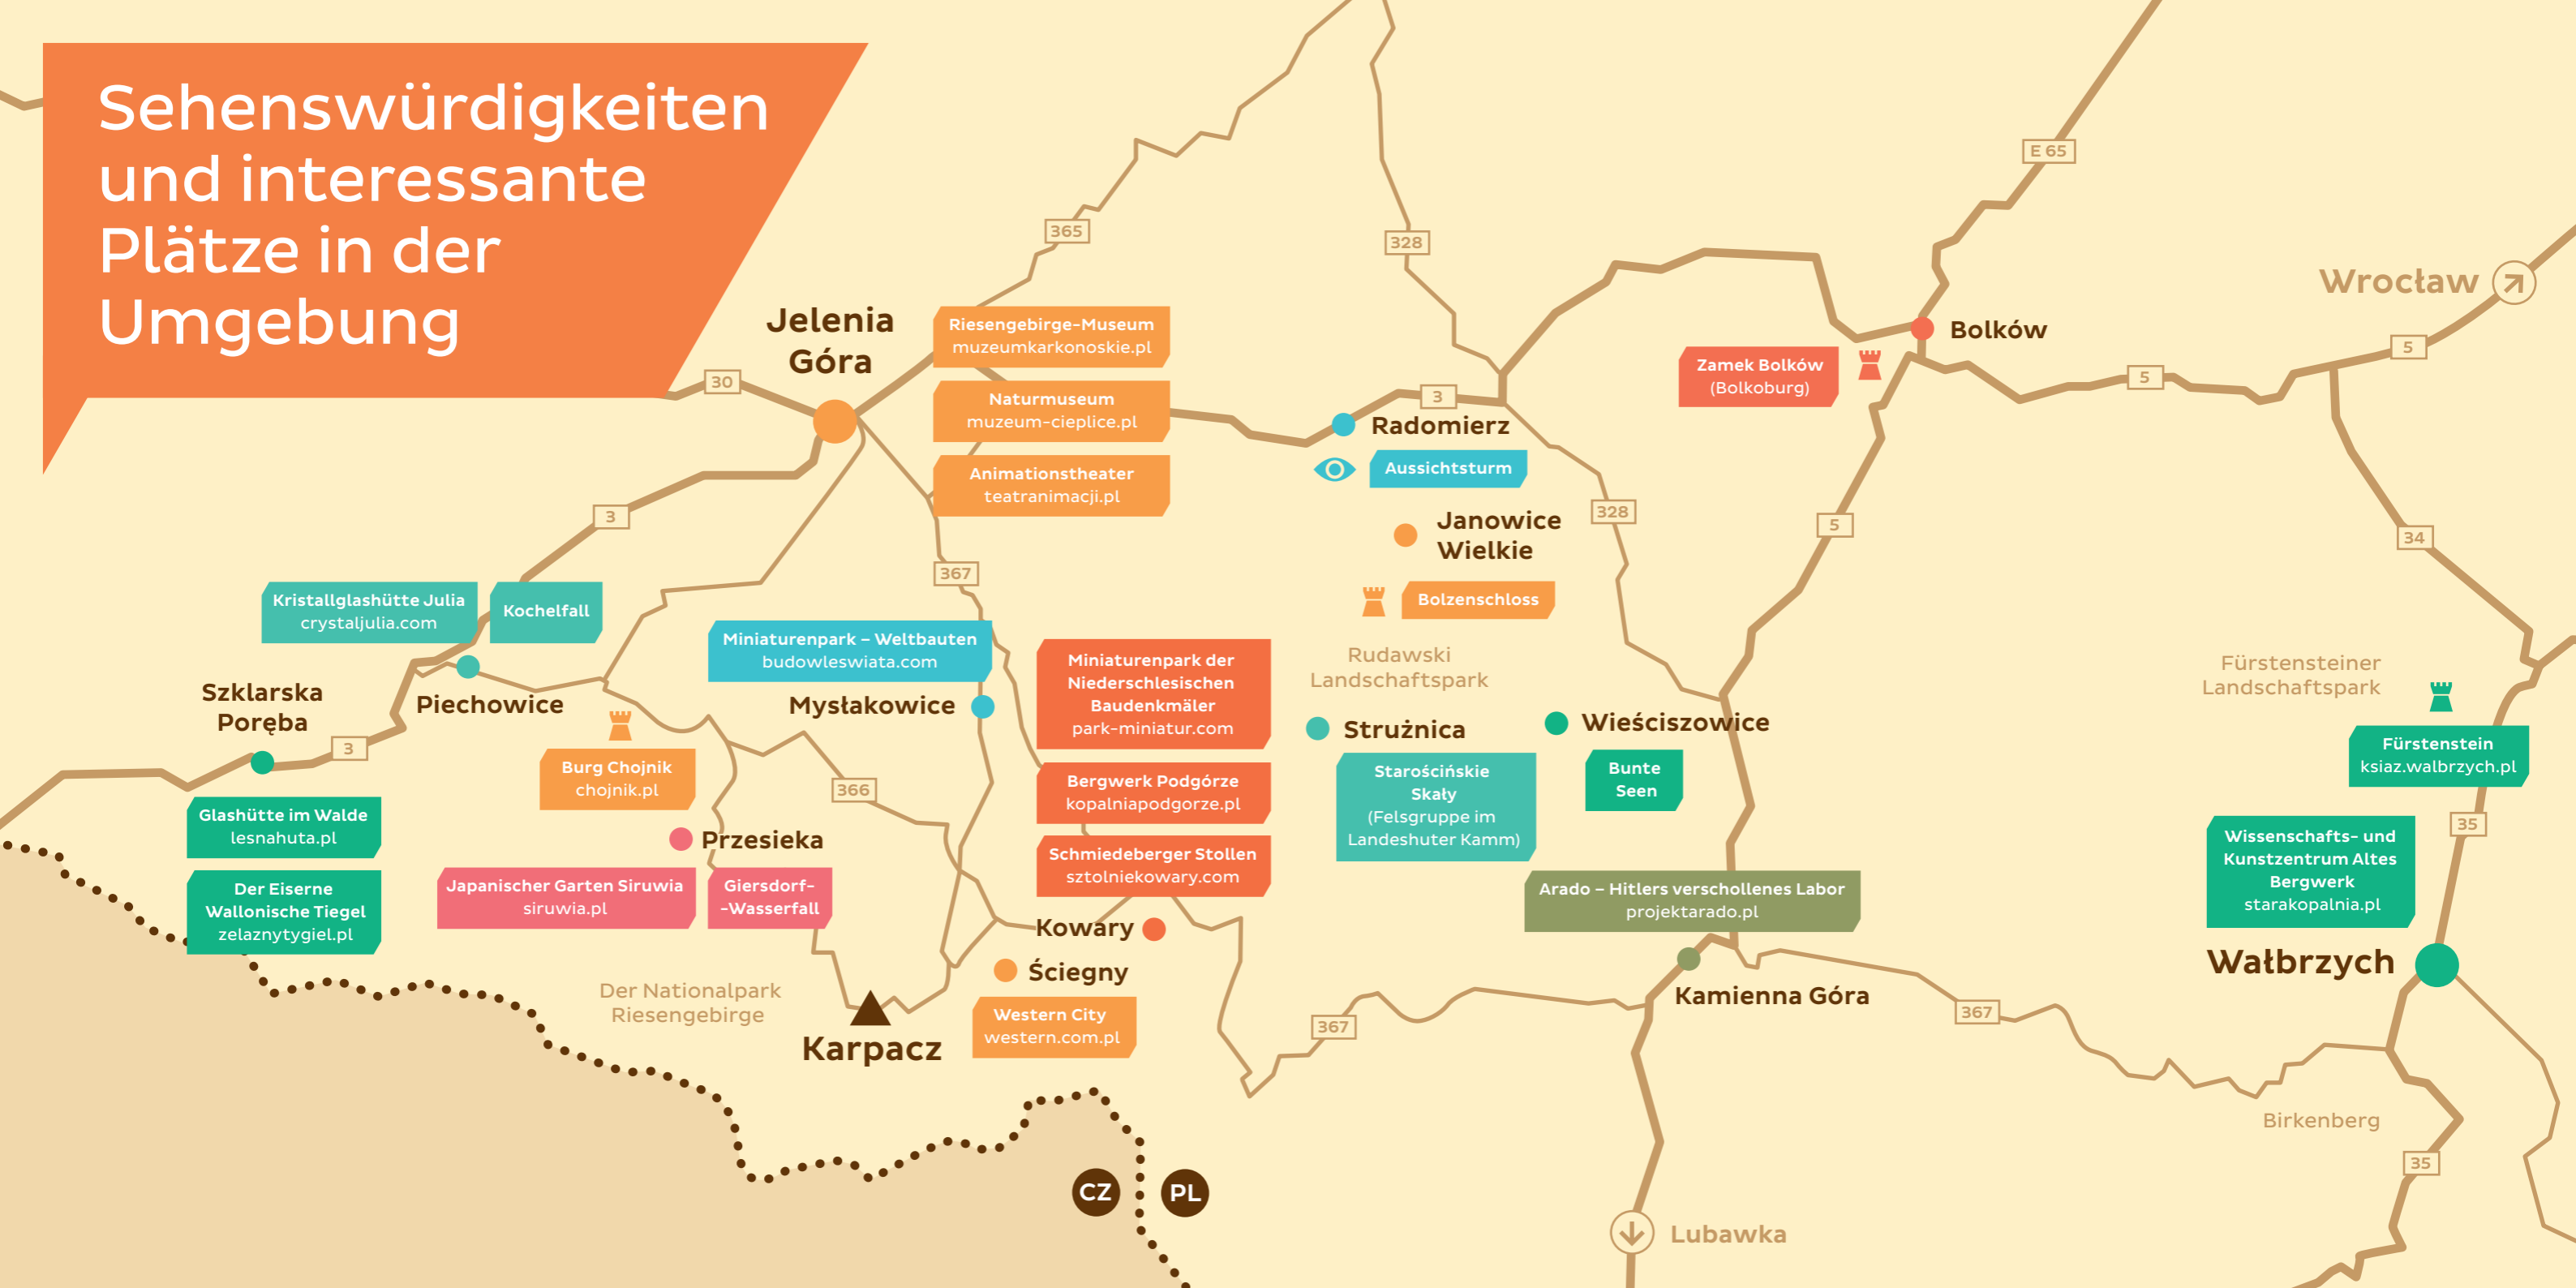 Sehenswürdigkeiten
und interessante
Plätze in der
Umgebung
E 65
365
328
Wrocław
Jelenia
Góra
Riesengebirge-Museum
muzeumkarkonoskie.pl
Naturmuseum
muzeum-cieplice.pl
Animationstheater
teatranimacji.pl
30
3
Radomierz
Aussichtsturm
Zamek Bolków
(Bolkoburg)
Bolków
5
5
3
Janowice
Wielkie
Bolzenschloss
328
5
34
367
Kristallglashütte Julia
crystaljulia.com
Kochelfall
Piechowice
Szklarska
Poręba
3
Glashütte im Walde
lesnahuta.pl
Der Eiserne
Wallonische Tiegel
zelaznytygiel.pl
Miniaturenpark – Weltbauten
budowleswiata.com
Mysłakowice
Miniaturenpark der
Niederschlesischen
Baudenkmäler
park-miniatur.com
Bergwerk Podgórze
kopalniapodgorze.pl
Schmiedeberger Stollen
sztolniekowary.com
Kowary
Rudawski
Landschaftspark
Strużnica
Starościńskie
Skały
(Felsgruppe im
Landeshuter Kamm)
Wieściszowice
Bunte
Seen
Fürstensteiner
Landschaftspark
Fürstenstein
ksiaz.walbrzych.pl
35
Wissenschafts- und
Kunstzentrum Altes
Bergwerk
starakopalnia.pl
Wałbrzych
Burg Chojnik
chojnik.pl
366
Przesieka
Japanischer Garten Siruwia
siruwia.pl
Giersdorf-
-Wasserfall
Arado – Hitlers verschollenes Labor
projektarado.pl
Kamienna Góra
Ściegny
Western City
western.com.pl
Der Nationalpark
Riesengebirge
Karpacz
367
367
Birkenberg
35
CZ
PL
Lubawka